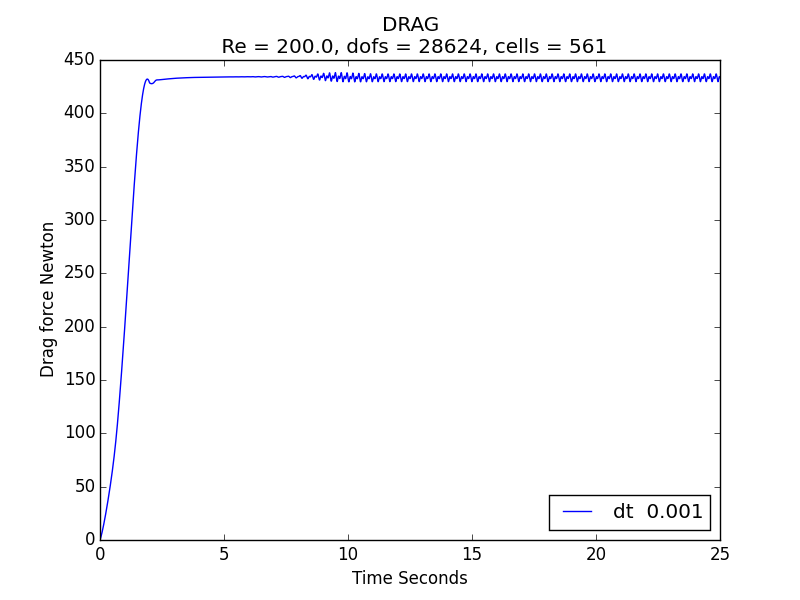 DRAG
Re = 200.0, dofs = 28624, cells = 561
450
400
350
300
250
200
150
100
50
0
Drag force Newton
dt 0.001
0 5 10 15 20 25
Time Seconds